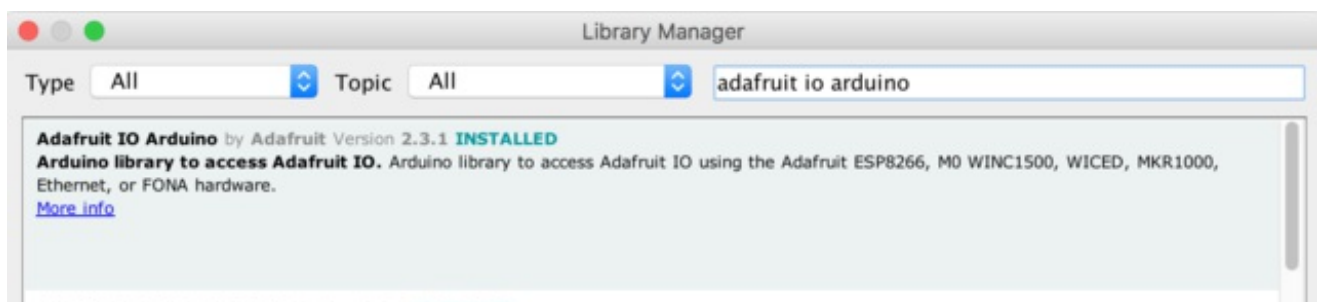 Library Manager
Type All Topic All adafruit io arduino
Adafruit IO Arduino by Adafruit Version 2.3.1 INSTALLED
Arduino library to access Adafruit IO. Arduino library to access Adafruit IO using the Adafruit ESP8266, M0 WINC1500, WICED, MKR1000,
Ethernet, or FONA hardware.
More info